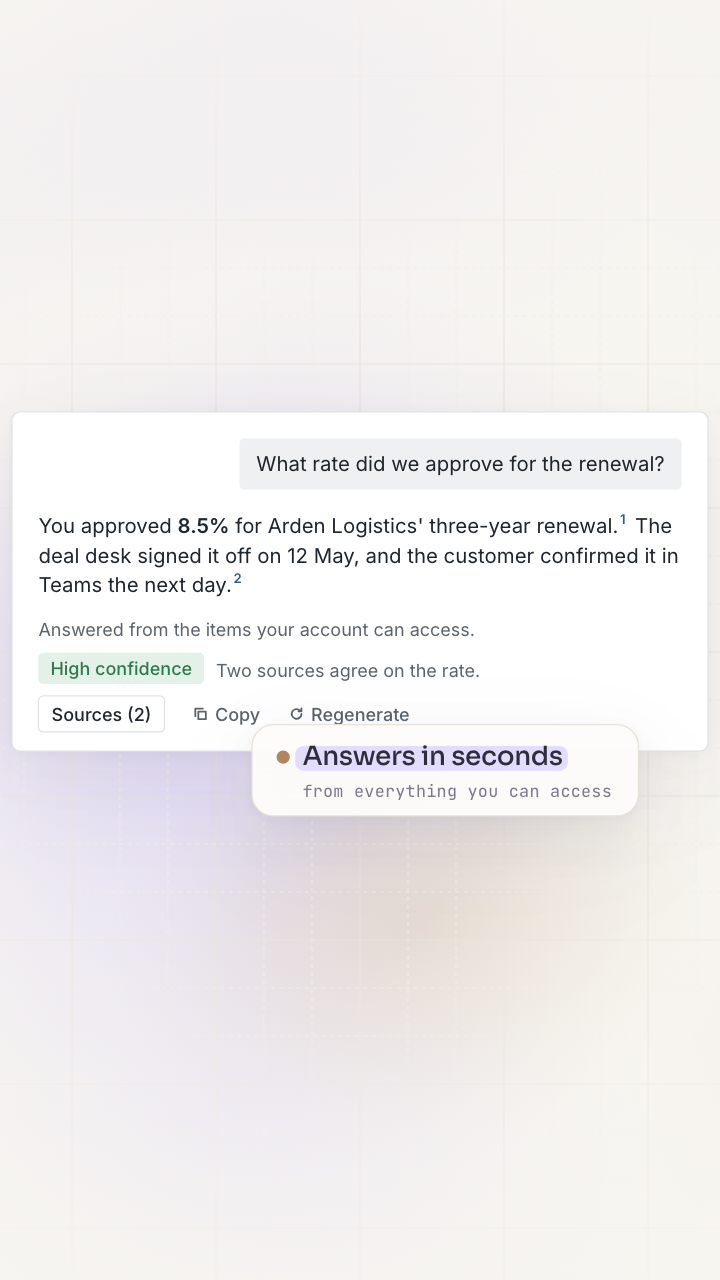 What rate did we approve for the renewal?
You approved 8.5% for Arden Logistics' three-year renewal.1 The
deal desk signed it off on 12 May, and the customer confirmed it in
Teams the next day.2
Answered from the items your account can access.
High confidence Two sources agree on the rate.
Sources (2) Copy Regenerate
Answers in seconds
from everything you can access